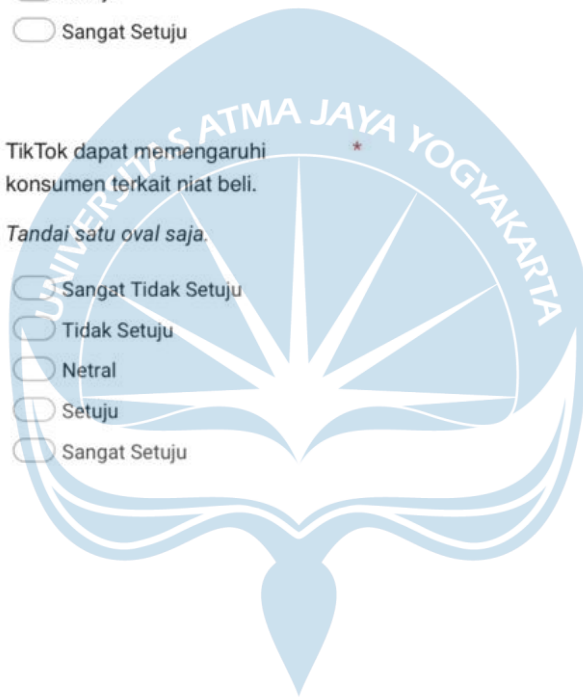 Sangat Setuju
UNIVERSITAS ATMA JAYA YOGYAKARTA
TikTok dapat memengaruhi *
konsumen terkait niat beli.
Tandai satu oval saja.
Sangat Tidak Setuju
Tidak Setuju
Netral
Setuju
Sangat Setuju